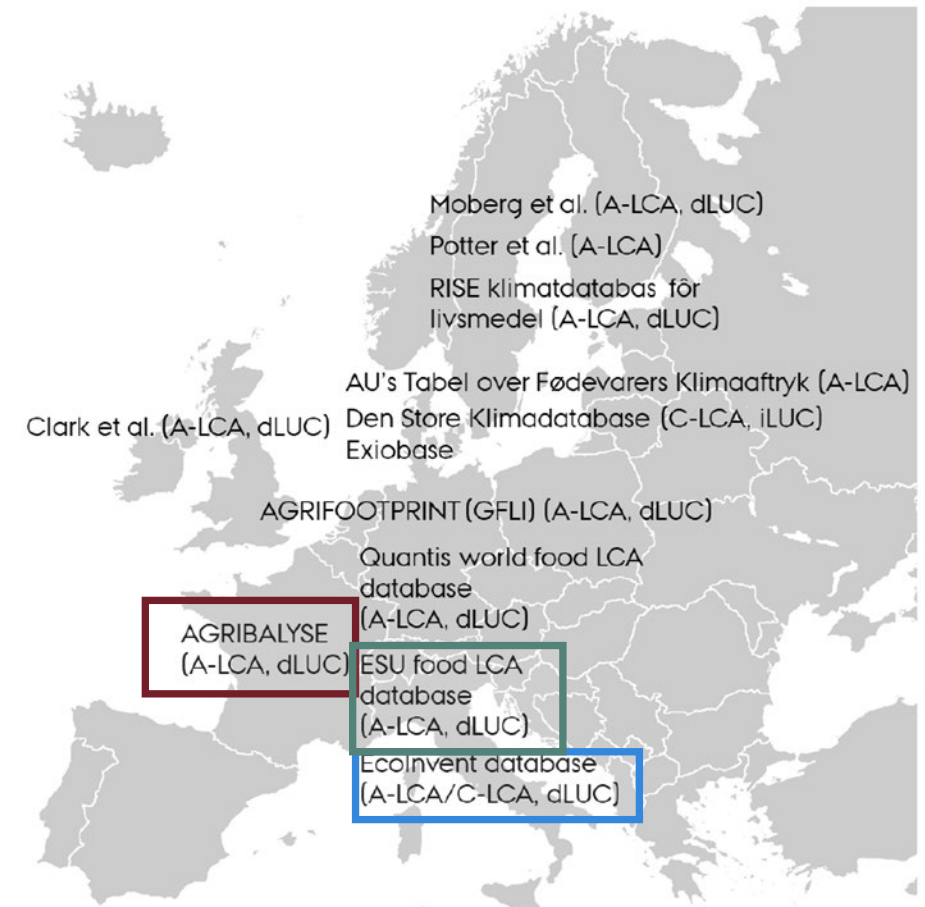 Moberg et al. (A-LCA, dLUC)
Potter et al. (A-LCA)
RISE klimatdatabas fôr
livsmedel (A-LCA, dLUC)
AU's Tabel over Fødevarers Klimaaftryk (A-LCA)
Clark et al. (A-LCA, dLUC)
Den Store Klimadatabase (C-LCA, iLUC)
Exiobase
AGRIFOOTPRINT (GFLI) (A-LCA, dLUC)
Quantis world food LCA
database
(A-LCA, dLUC)
AGRIBALYSE
(A-LCA, dLUC)
ESU food LCA
database
(A-LCA, dLUC)
EcoInvent database
(A-LCA/C-LCA, dLUC)